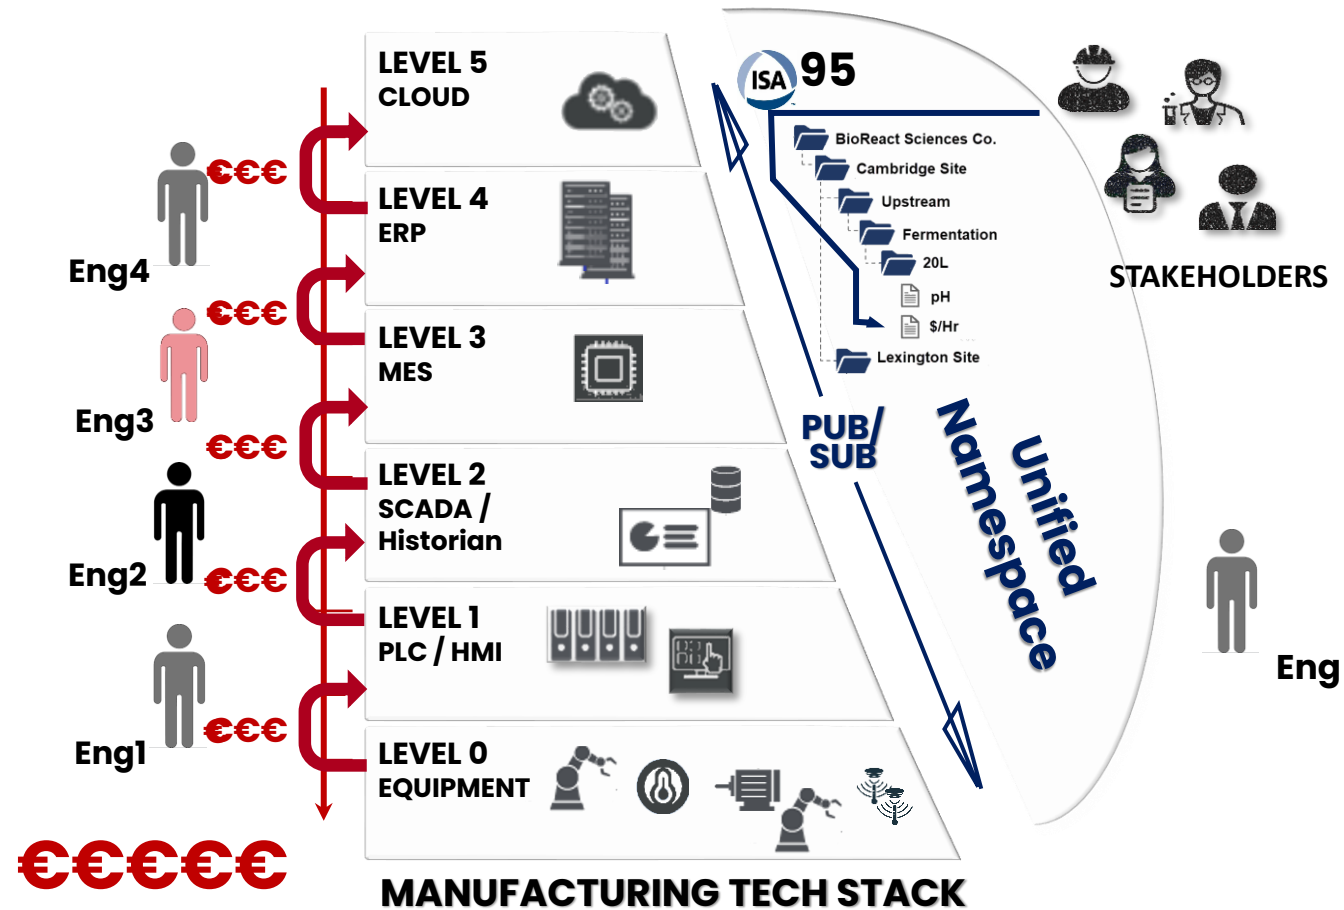 LEVEL 5
CLOUD
€€€
Eng4
LEVEL 4
ERP
€€€
Eng3
LEVEL 3
MES
€€€
Eng2
LEVEL 2
SCADA /
Historian
€€€
Eng1
LEVEL 1
PLC / HMI
€€€
LEVEL 0
EQUIPMENT
€€€€€
MANUFACTURING TECH STACK
PUB/
SUB
ISA 95
BioReact Sciences Co.
Cambridge Site
Upstream
Fermentation
20L
pH
$/Hr
Lexington Site
Unified
Namespace
STAKEHOLDERS
Eng